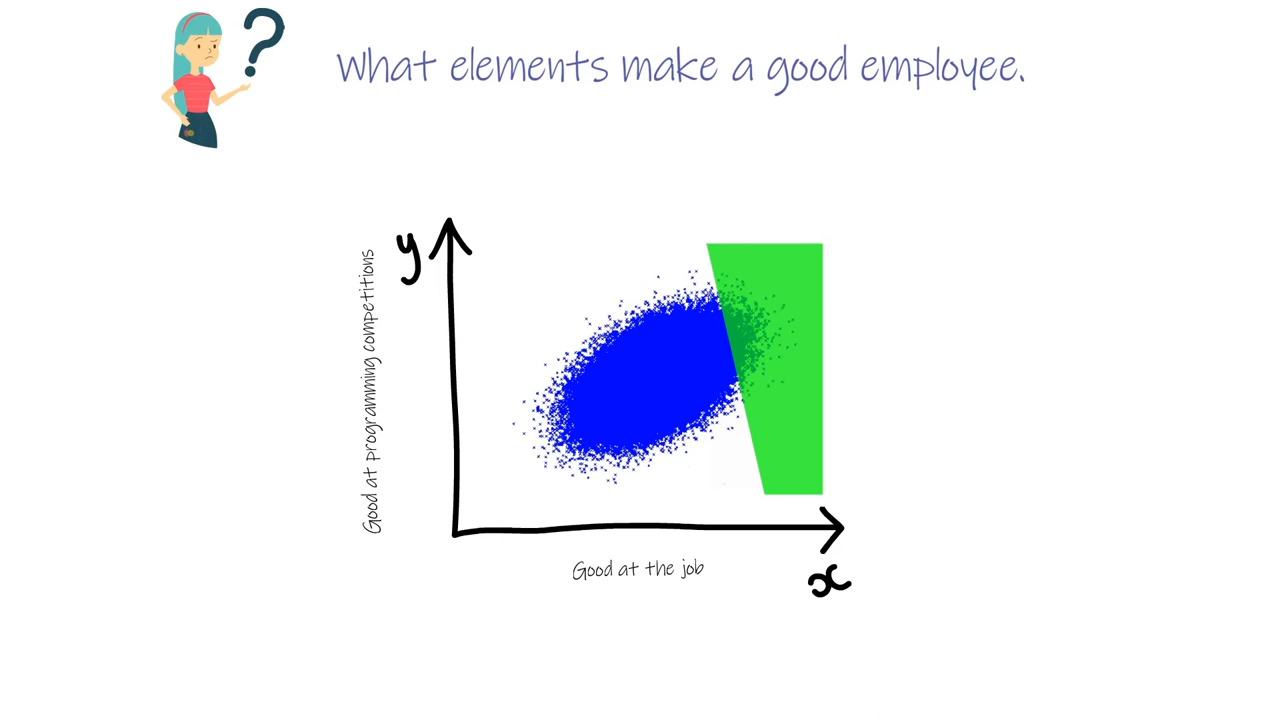 ?
What elements make a good employee.
y
Good at programming competitions
Good at the job
x